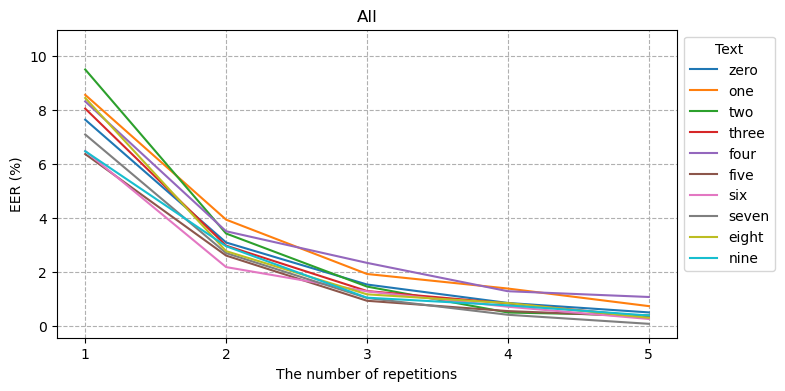 All
EER (%)
10
8
6
4
2
0
1 2 3 4 5
The number of repetitions
Text
zero
one
two
three
four
five
six
seven
eight
nine